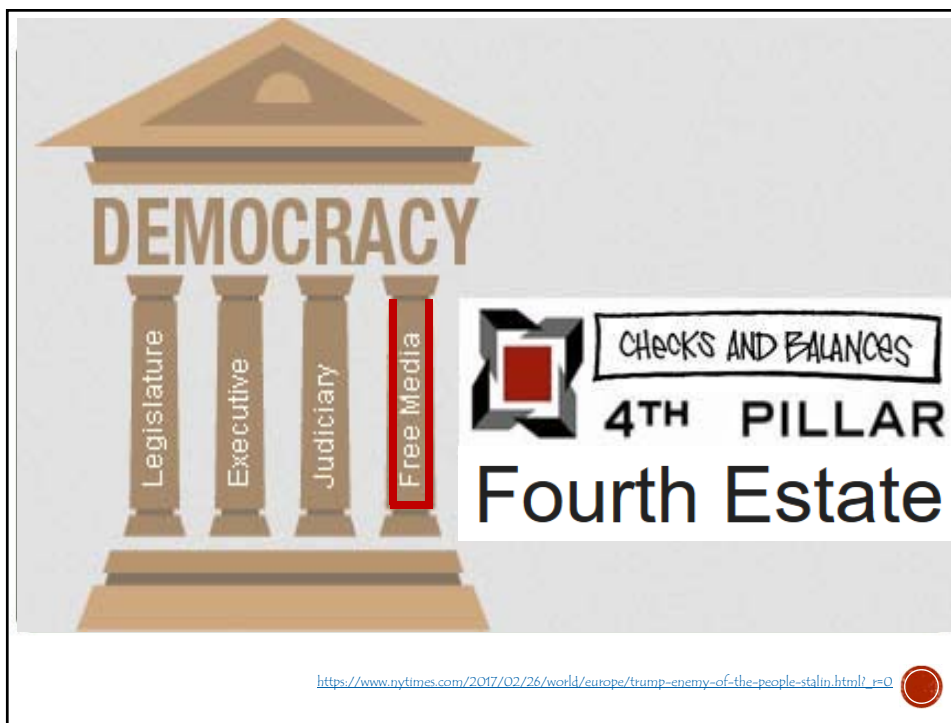 DEMOCRACY
Legislature
Executive
Judiciary
Free Media
CHECKS AND BALANCES
4TH PILLAR
Fourth Estate
https://www.nytimes.com/2017/02/26/world/europe/trump-enemy-of-the-people-stalin.html?_r=0